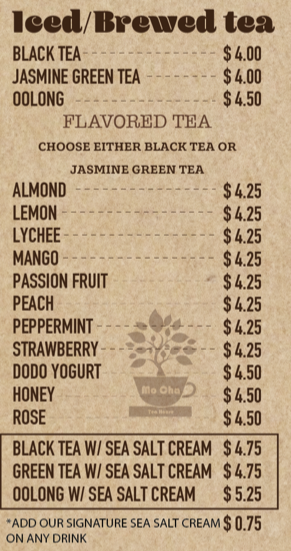 Iced/Brewed tea
BLACK TEA $ 4.00
JASMINE GREEN TEA $ 4.00
OOLONG $ 4.50
FLAVORED TEA
CHOOSE EITHER BLACK TEA OR
JASMINE GREEN TEA
ALMOND $ 4.25
LEMON $ 4.25
LYCHEE $ 4.25
MANGO $ 4.25
PASSION FRUIT $ 4.25
PEACH $ 4.25
PEPPERMINT $ 4.25
STRAWBERRY $ 4.25
DODO YOGURT $ 4.50
HONEY $ 4.50
ROSE $ 4.50
Mo Cha
Tea House
BLACK TEA W/ SEA SALT CREAM $ 4.75
GREEN TEA W/ SEA SALT CREAM $ 4.75
OOLONG W/ SEA SALT CREAM $ 5.25
*ADD OUR SIGNATURE SEA SALT CREAM $ 0.75
ON ANY DRINK